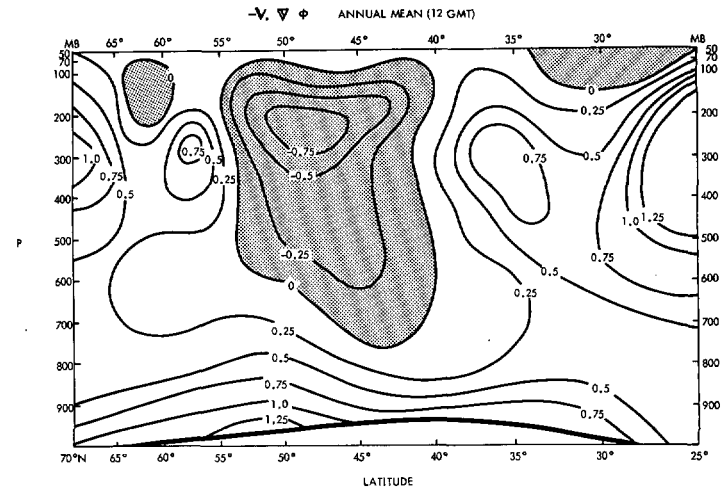 -V. ∇ φ ANNUAL MEAN (12 GMT)
MB 65° 60° 55° 50° 45° 40° 35° 30° MB
50 50
70 70
100 0 0 100
0.25
200 200
-0.75
300 1.0 0.75 0.5 0.75 0.5 300
0.75 0.25 -0.5
400 0.5 400
1.0 1.25
P 500 -0.25 0.75 500
0.5
600 0 0.25 600
700 0.25 700
800 0.5 800
0.75 0.5
900 1.0 0.75 900
1.25
70°N 65° 60° 55° 50° 45° 40° 35° 30° 25°
LATITUDE